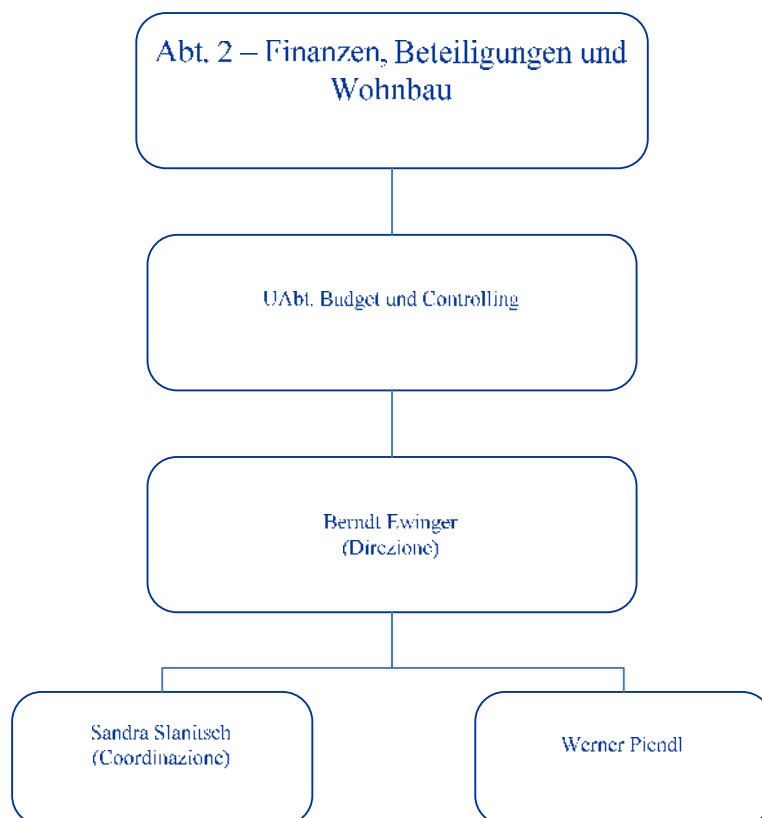 Abt. 2 – Finanzen, Beteiligungen und
Wohnbau
UAbt. Budget und Controlling
Berndt Ewinger
(Direzione)
Sandra Slanitsch
(Coordinazione)
Werner Piendl